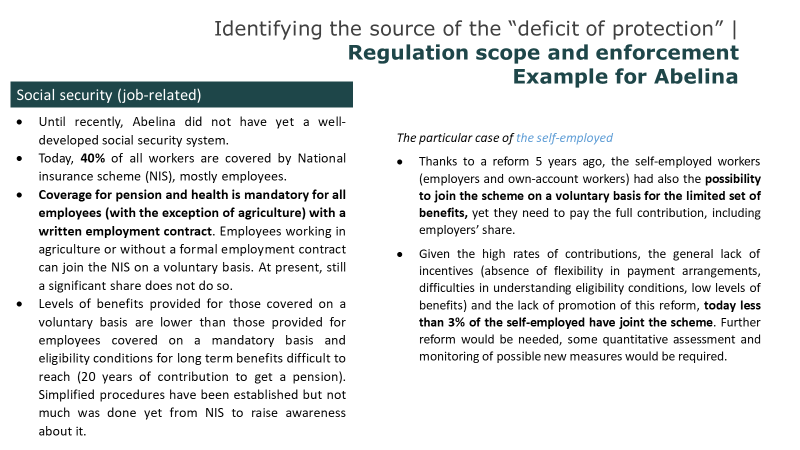 Identifying the source of the “deficit of protection” |
Regulation scope and enforcement
Example for Abelina
Social security (job-related)
• Until recently, Abelina did not have yet a well-
developed social security system.
• Today, 40% of all workers are covered by National
insurance scheme (NIS), mostly employees.
• Coverage for pension and health is mandatory for all
employees (with the exception of agriculture) with a
written employment contract. Employees working in
agriculture or without a formal employment contract
can join the NIS on a voluntary basis. At present, still
a significant share does not do so.
• Levels of benefits provided for those covered on a
voluntary basis are lower than those provided for
employees covered on a mandatory basis and
eligibility conditions for long term benefits difficult to
reach (20 years of contribution to get a pension).
Simplified procedures have been established but not
much was done yet from NIS to raise awareness
about it.
The particular case of the self-employed
• Thanks to a reform 5 years ago, the self-employed workers
(employers and own-account workers) had also the possibility
to join the scheme on a voluntary basis for the limited set of
benefits, yet they need to pay the full contribution, including
employers’ share.
• Given the high rates of contributions, the general lack of
incentives (absence of flexibility in payment arrangements,
difficulties in understanding eligibility conditions, low levels of
benefits) and the lack of promotion of this reform, today less
than 3% of the self-employed have joint the scheme. Further
reform would be needed, some quantitative assessment and
monitoring of possible new measures would be required.